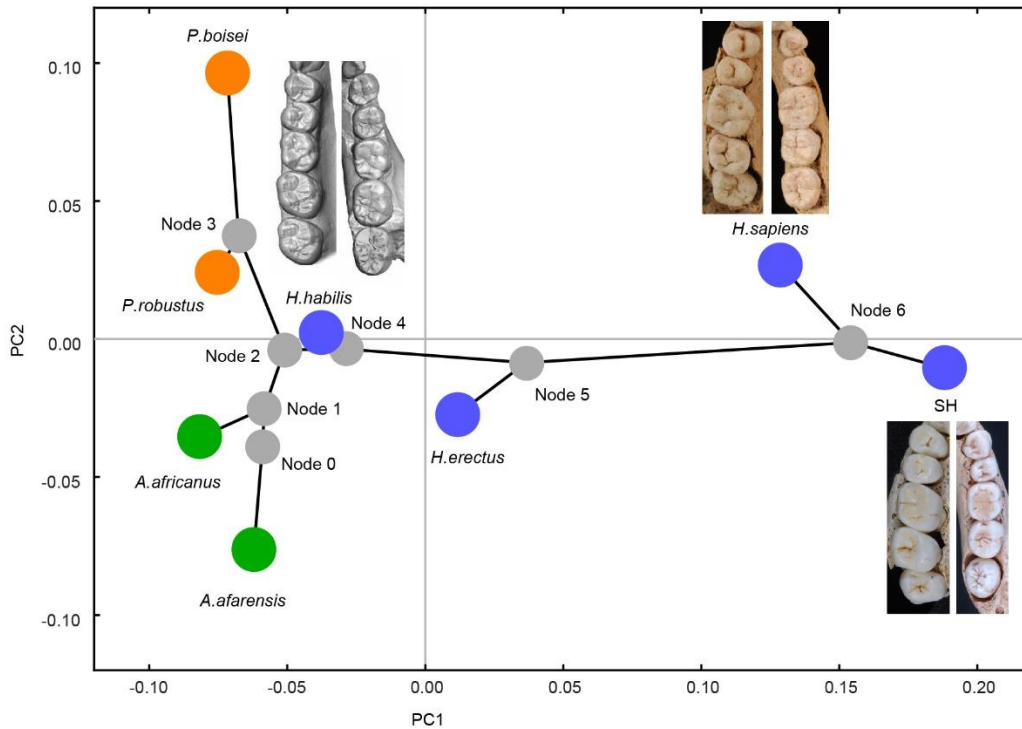 P.boisei
0.10
0.05
Node 3
H.sapiens
P.robustus
H.habilis
Node 4
Node 6
0.00
PC2
Node 2
Node 1
Node 5
SH
A.africanus
H.erectus
Node 0
-0.05
A.afarensis
-0.10
-0.10
-0.05
0.00
0.05
0.10
0.15
0.20
PC1